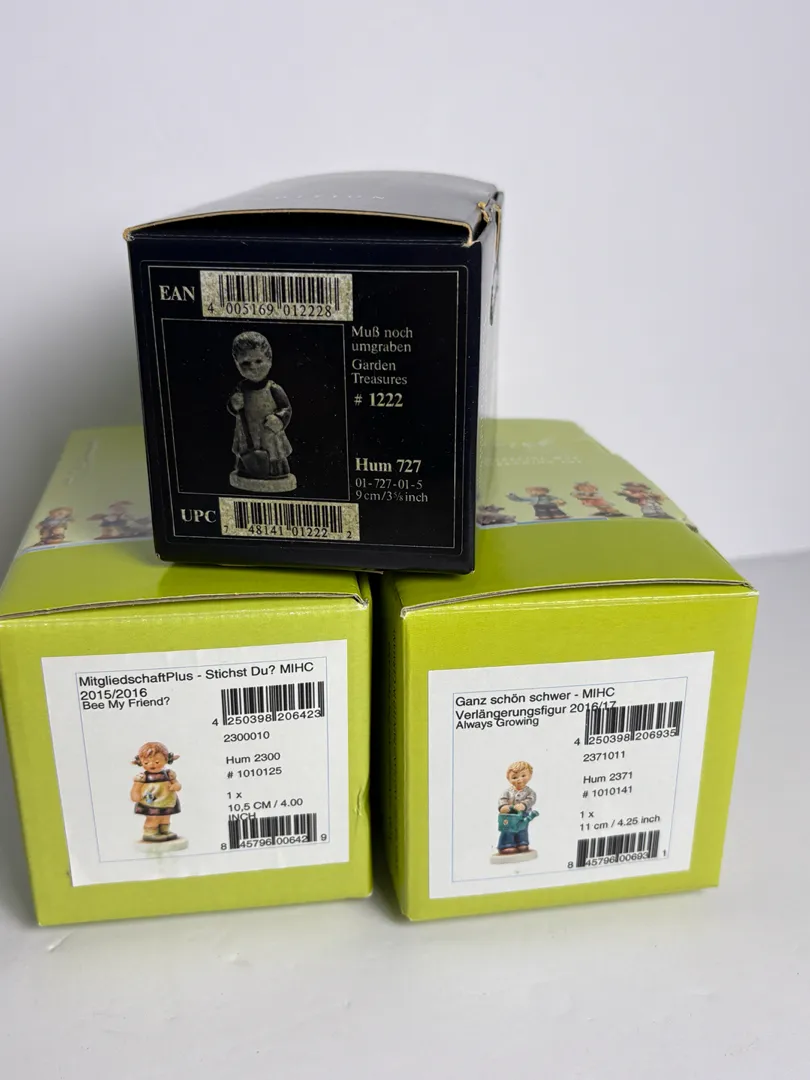 EAN
4 005169 012228
Muß noch
umgraben
Garden
Treasures
# 1222
Hum 727
01-727-01-5
9 cm/3⅝inch
UPC
7 48141 01222 2
MitgliedschaftPlus - Stichst Du? MIHC
2015/2016
Bee My Friend?
4 250398 206423
2300010
Hum 2300
# 1010125
1 x
10,5 CM / 4.00
INCH
8 45796 00642 9
Ganz schön schwer - MIHC
Verlängerungsfigur 2016/17
Always Growing
4 250398 206935
2371011
Hum 2371
# 1010141
1 x
11 cm / 4.25 inch
8 45796 00693 1